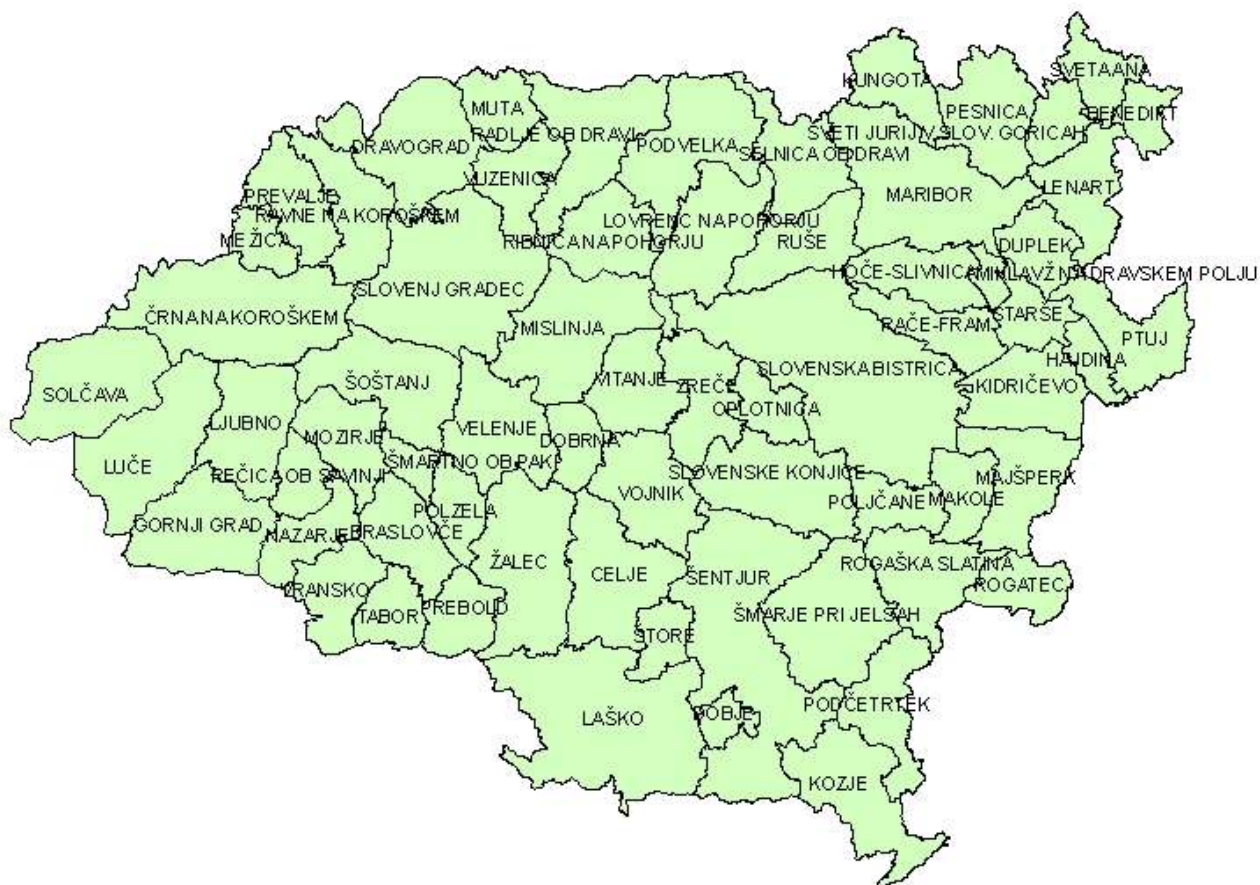 KUNGOTA
SVETA ANA
MUTA
PESNICA
BENEDIKT
DRAVOGRAD
RADLJE OB DRAVI
PODVELKA
SVETI JURIJ V SLOV. GORICAH
SELNICA OB DRAVI
VUZENICA
LENART
PREVALJE
MARIBOR
RAVNE NA KOROŠKEM
LOVRENC NA POHORJU
MEŽICA
RIBNICA NA POHORJU
RUŠE
DUPLEK
HOČE-SLIVNICA
MIKLAVŽ NA DRAVSKEM POLJU
SLOVENJ GRADEC
ČRNA NA KOROŠKEM
MISLINJA
RAČE-FRAM
STARŠE
PTUJ
HAJDINA
SOLČAVA
ŠOŠTANJ
VITANJE
ZREČE
SLOVENSKA BISTRICA
KIDRIČEVO
OPLOTNICA
LJUBNO
MOZIRJE
VELENJE
DOBRNA
LUČE
REČICA OB SAVINJI
ŠMARTNO OB PAKI
SLOVENSKE KONJICE
MAJŠPERK
VOJNIK
POLJČANE
MAKOLE
POLZELA
GORNJI GRAD
NAZARJE
BRASLOVČE
ŽALEC
CELJE
ŠENTJUR
ROGAŠKA SLATINA
ROGATEC
VRANSKO
TABOR
PREBOLD
ŠTORE
ŠMARJE PRI JELŠAH
LAŠKO
DOBJE
PODČETRTEK
KOZJE